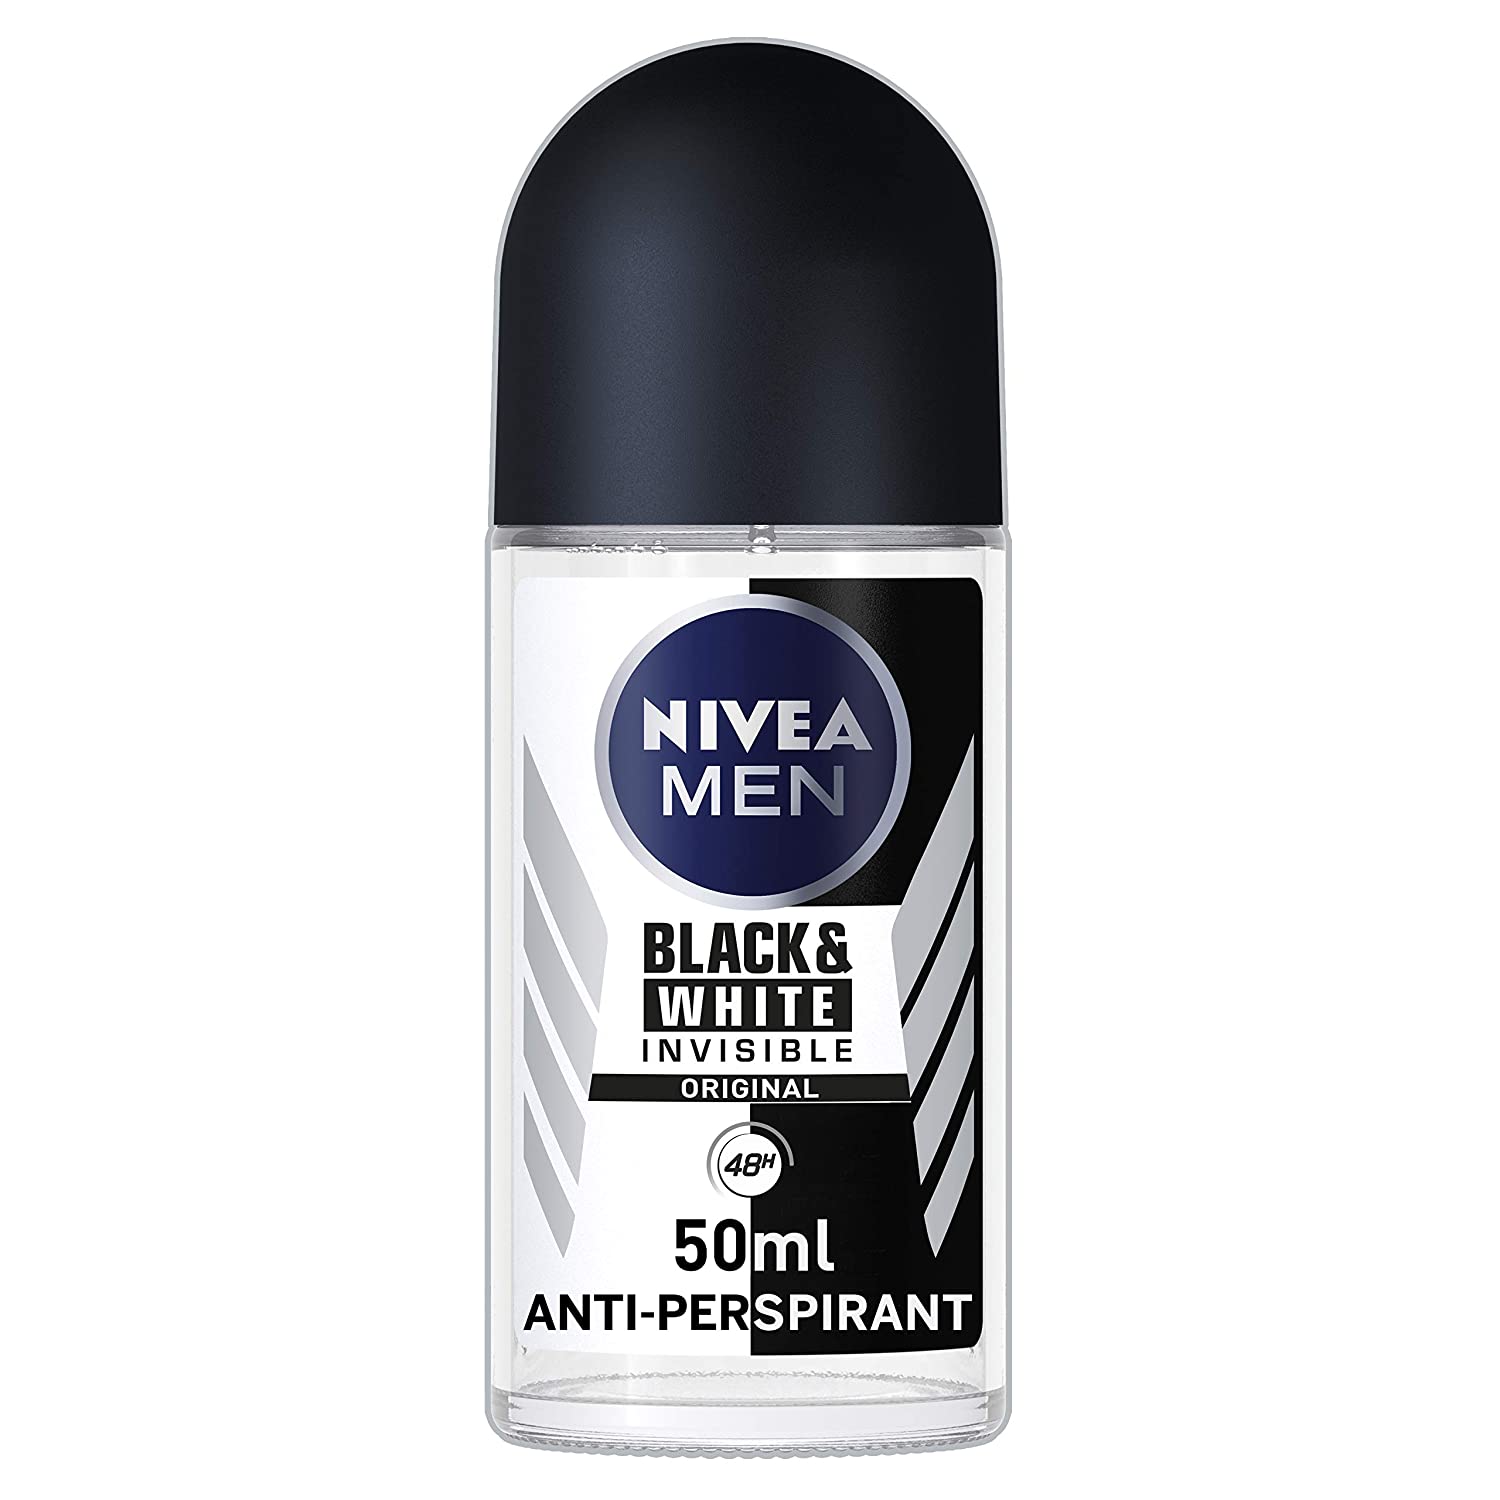 NIVEA
MEN
BLACK&
WHITE
INVISIBLE
ORIGINAL
48H
50ml
ANTI-PERSPIRANT